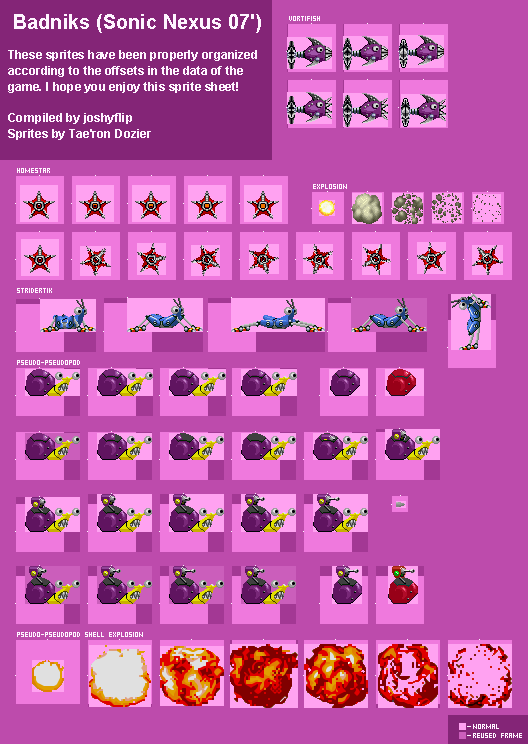 Badniks (Sonic Nexus 07')
These sprites have been properly organized
according to the offsets in the data of the
game. I hope you enjoy this sprite sheet!
Compiled by joshyflip
Sprites by Tae'ron Dozier
VORTIFISH
HOMESTAR
EXPLOSION
STRIDERTIK
PSEUDO-PSEUDOPOD
PSEUDO-PSEUDOPOD SHELL EXPLOSION
-NORMAL
-REUSED FRAME